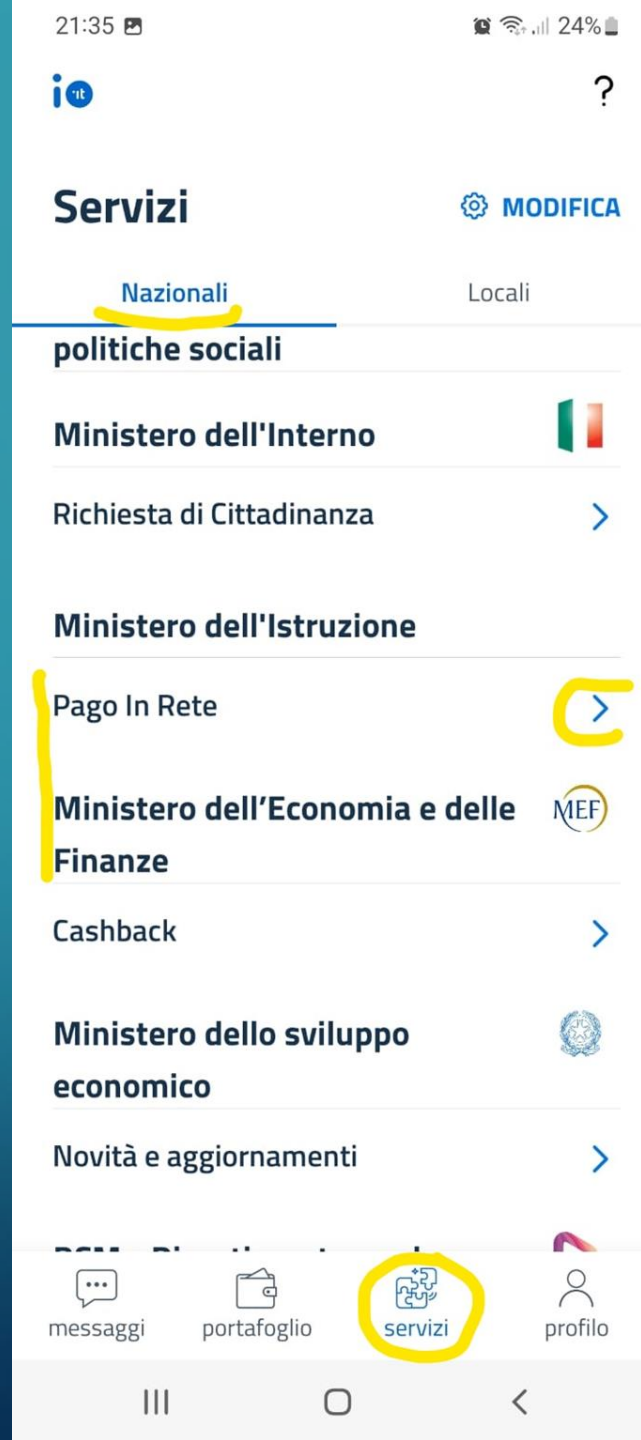 21:35 24%
io it ?
Servizi MODIFICA
Nazionali Locali
politiche sociali
Ministero dell'Interno
Richiesta di Cittadinanza
Ministero dell'Istruzione
Pago In Rete
Ministero dell’Economia e delle MEF
Finanze
Cashback
Ministero dello sviluppo
economico
Novità e aggiornamenti
messaggi portafoglio servizi profilo